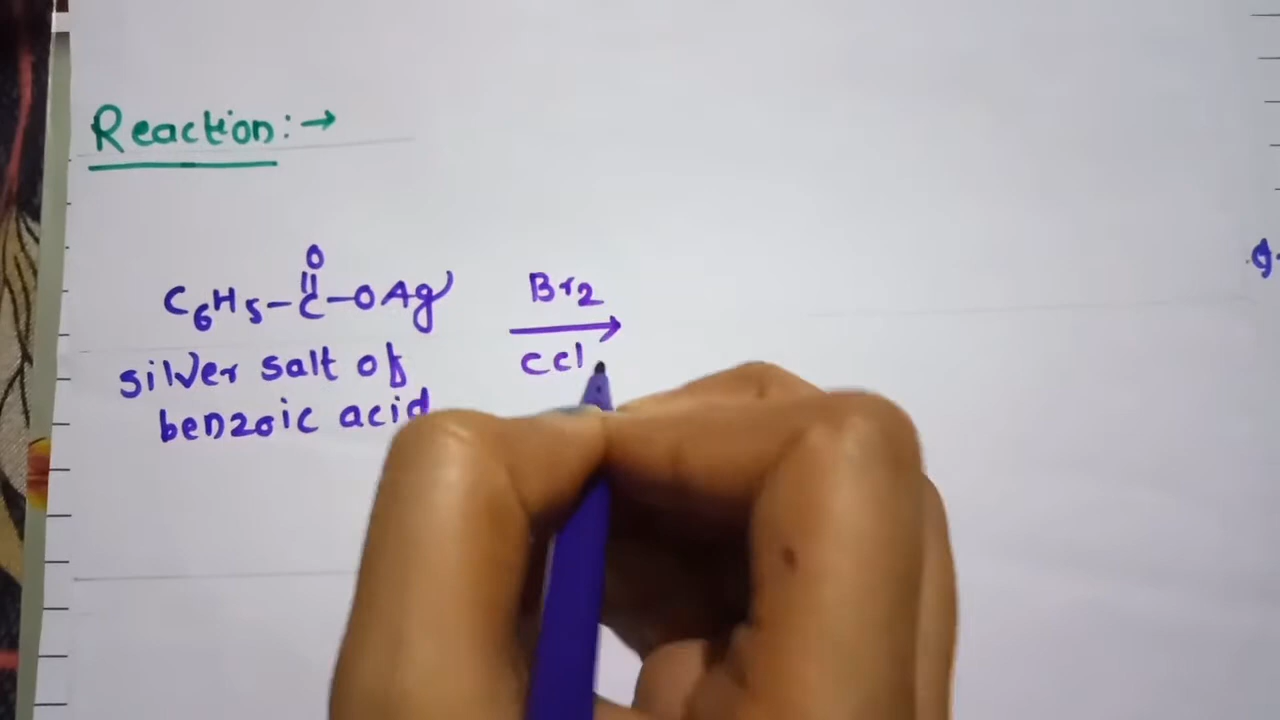 Reaction:→
O
||
C6H5-C-OAg Br2
→
silver salt of ccl
benzoic acid